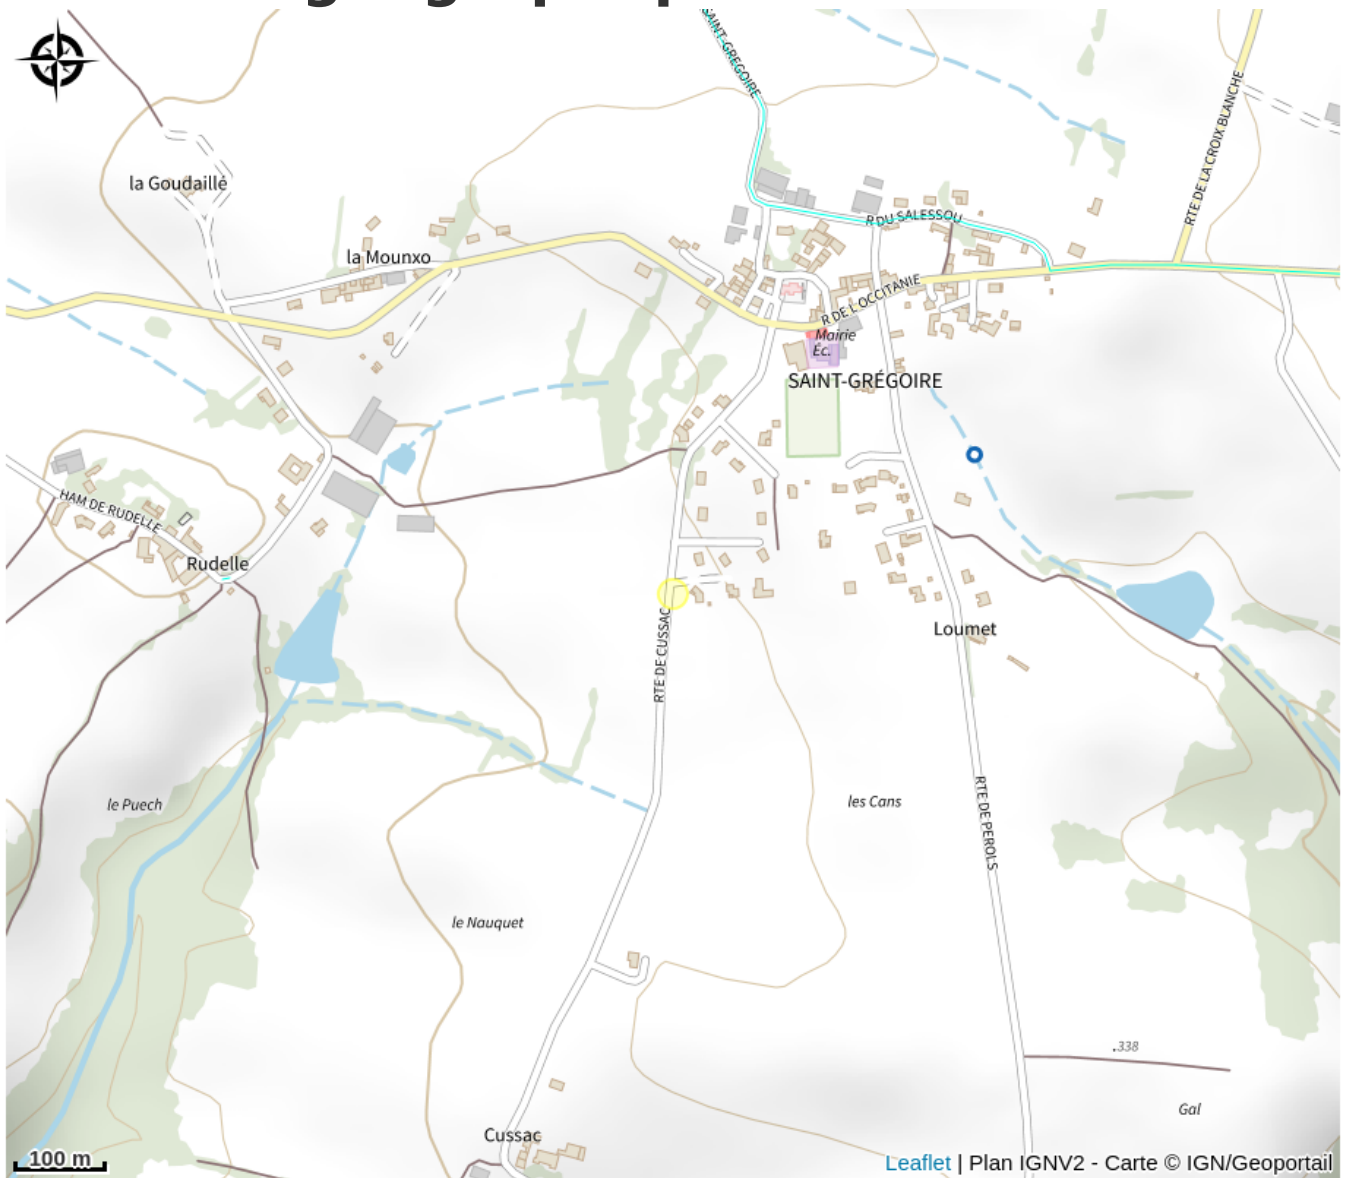 SAINT-GREGOIRE
RTE DE LA CROIX BLANCHE
la Goudaillé
R DU SALESSOU
la Mounxo
R DE L'OCCITANIE
Mairie
Éc.
SAINT-GRÉGOIRE
HAM DE RUDELLE
Rudelle
RTE DE CUSSAC
Loumet
le Puech
les Cans
RTE DE PEROLS
le Nauquet
.338
Gal
Cussac
100 m
Leaflet | Plan IGNV2 - Carte © IGN/Geoportail